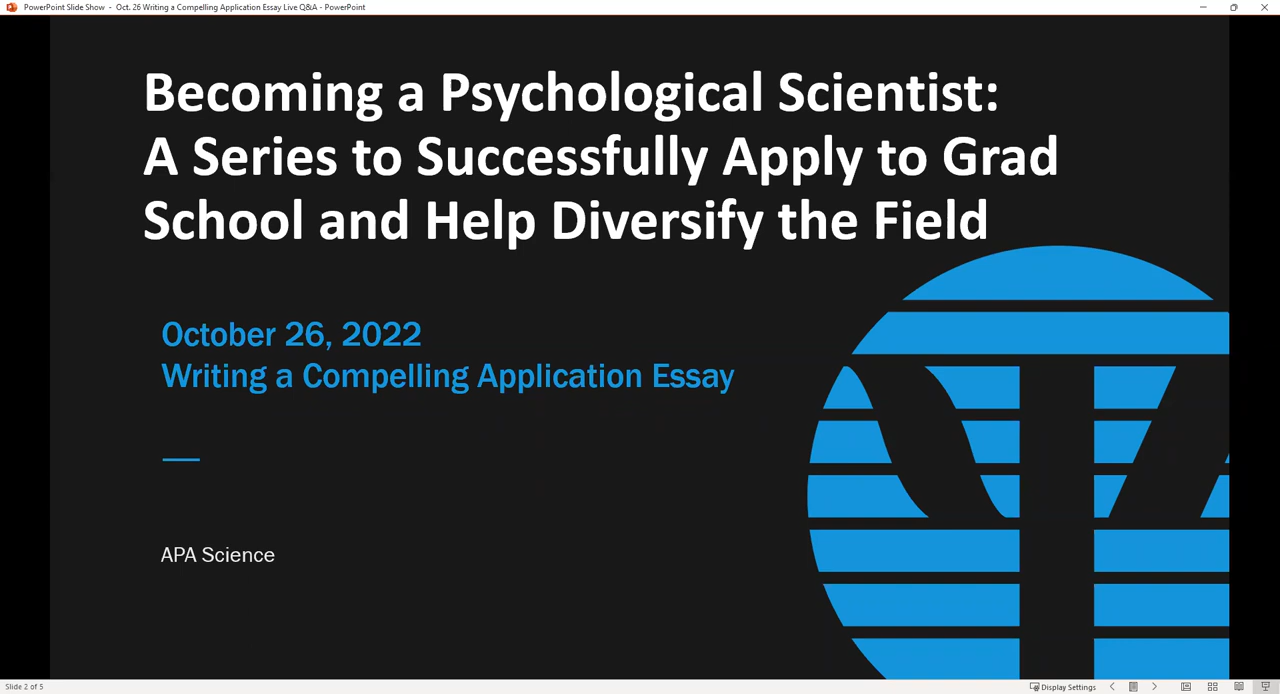 PowerPoint Slide Show - Oct. 26 Writing a Compelling Application Essay Live Q&A - PowerPoint
Becoming a Psychological Scientist:
A Series to Successfully Apply to Grad
School and Help Diversify the Field
October 26, 2022
Writing a Compelling Application Essay
APA Science
Slide 2 of 5
Display Settings